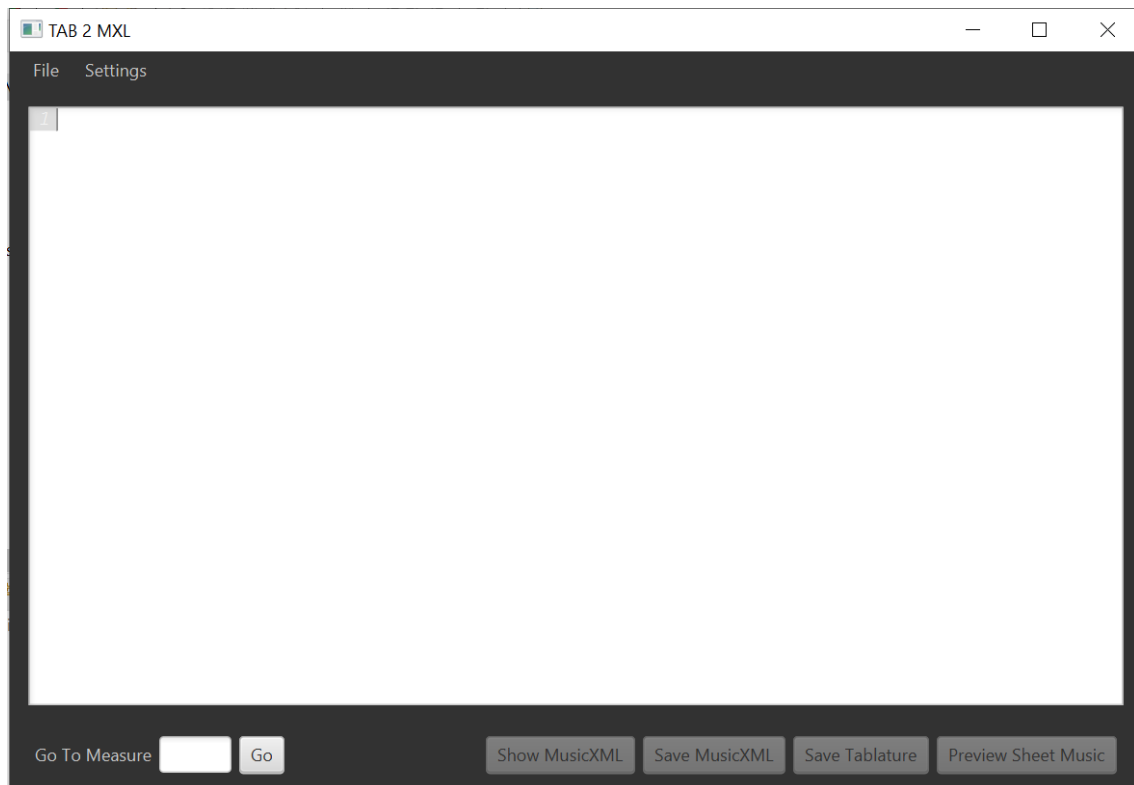 TAB 2 MXL
File Settings
1
Go To Measure Go Show MusicXML Save MusicXML Save Tablature Preview Sheet Music